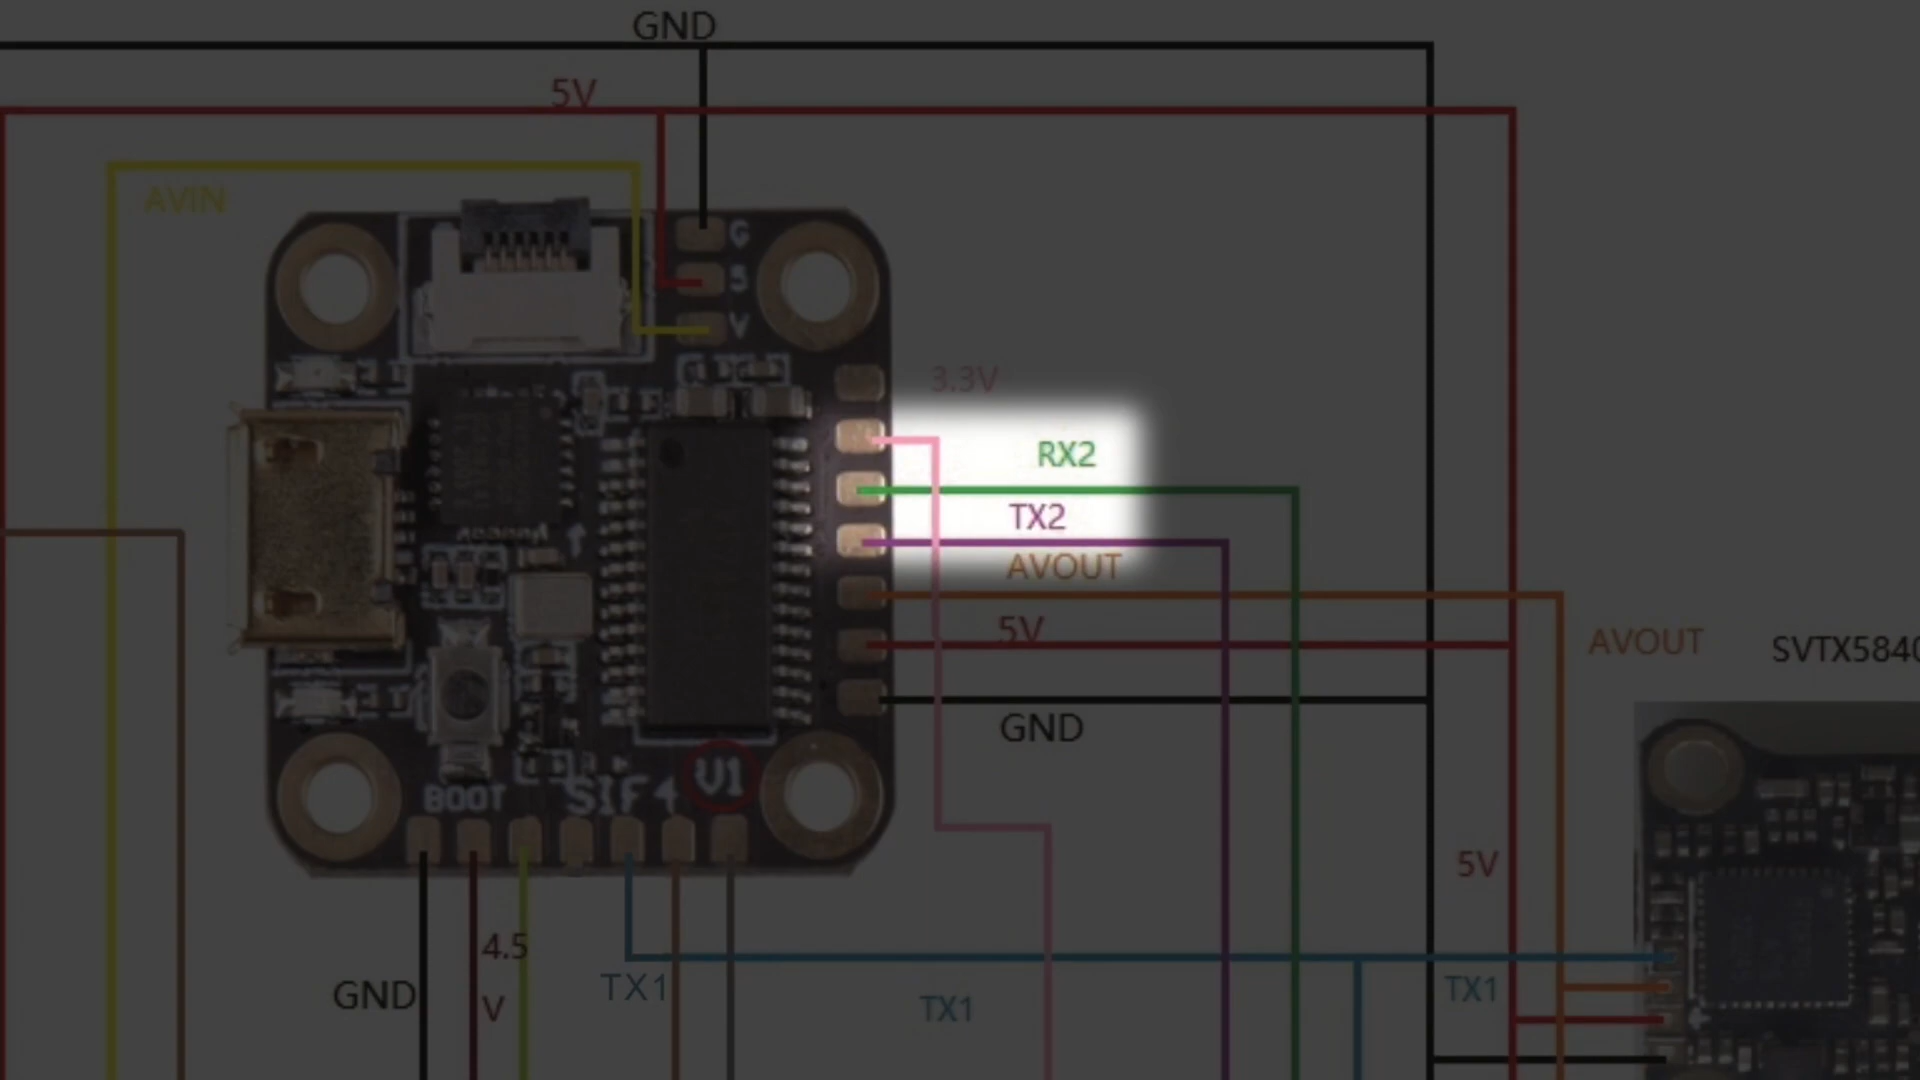 GND
5V
AVIN
G
5
V
3.3V
RX2
TX2
AVOUT
5V
GND
AVOUT
SVTX5840
V1
BOOT
SIF4
5V
4.5
V
GND
TX1
TX1
TX1